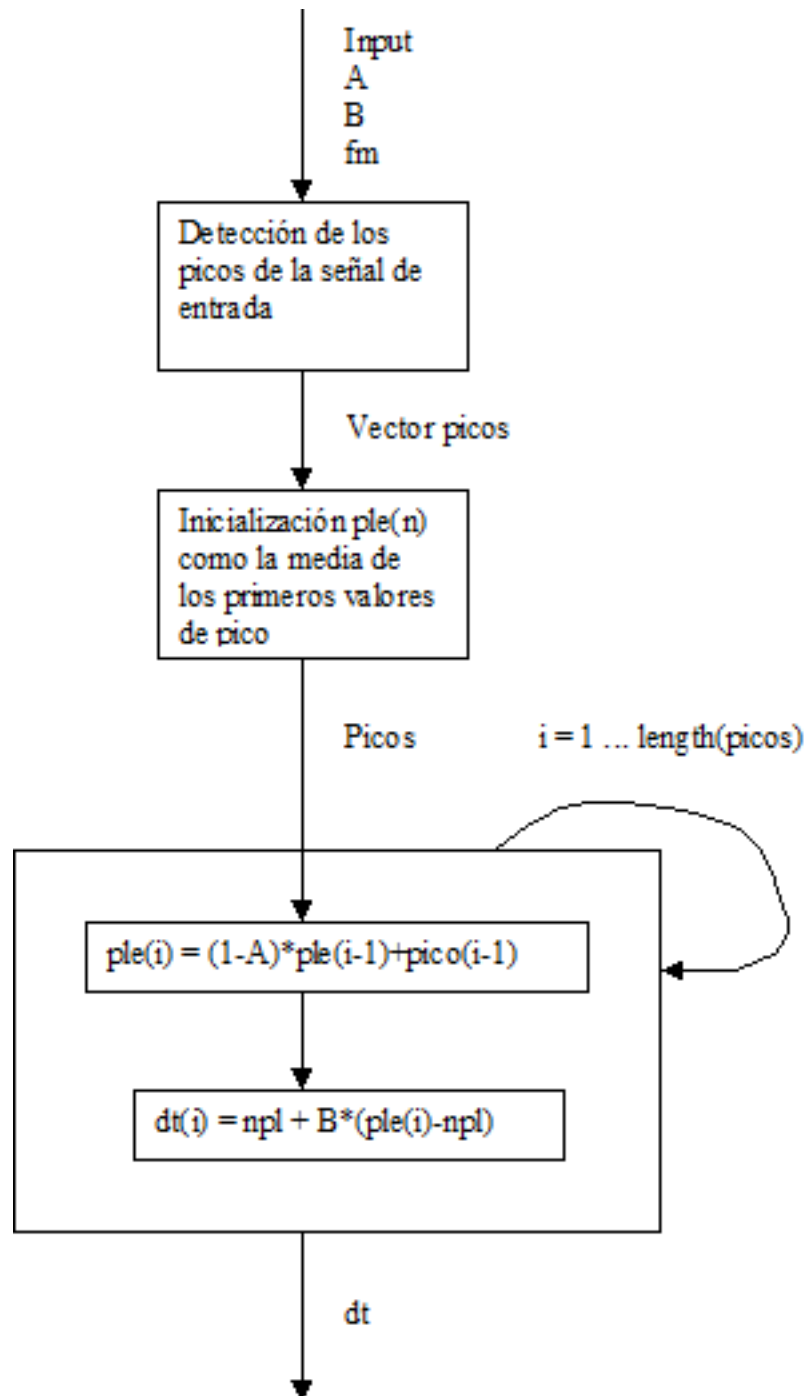 Input
A
B
fm
Detección de los
picos de la señal de
entrada
Vector picos
Inicialización ple(n)
como la media de
los primeros valores
de pico
Picos
i = 1 ... length(picos)
ple(i) = (1-A)*ple(i-1)+pico(i-1)
dt(i) = npl + B*(ple(i)-npl)
dt